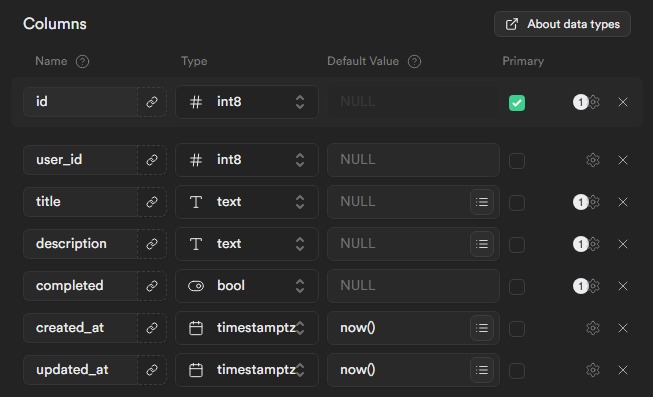 Columns
About data types
Name ? Type Default Value ? Primary
id int8 NULL 1
user_id int8 NULL
title text NULL 1
description text NULL 1
completed bool NULL 1
created_at timestamptz now()
updated_at timestamptz now()